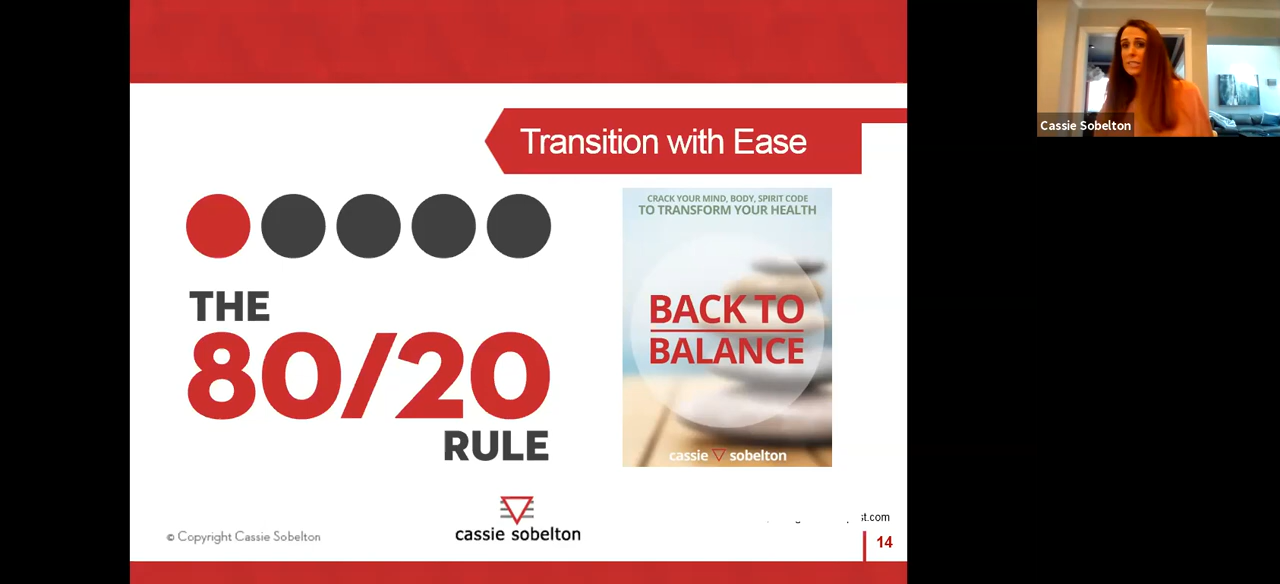 Transition with Ease
THE
80/20
RULE
CRACK YOUR MIND, BODY, SPIRIT CODE
TO TRANSFORM YOUR HEALTH
BACK TO
BALANCE
cassie sobelton
cassie sobelton
© Copyright Cassie Sobelton
14
Cassie Sobelton